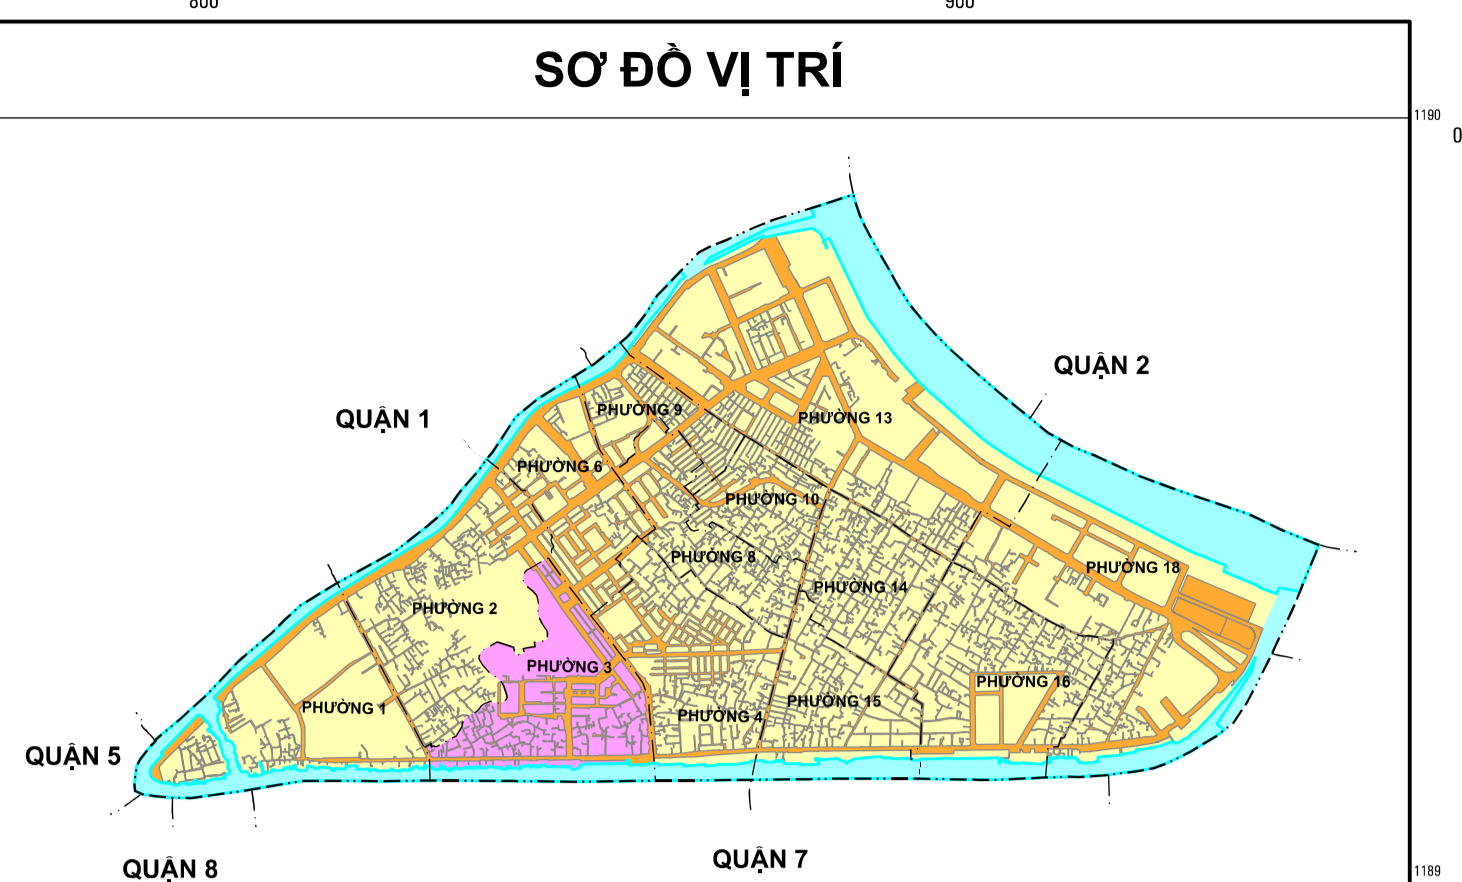 800 900
SƠ ĐỒ VỊ TRÍ
1190
0
QUẬN 2
QUẬN 1
PHƯỜNG 9
PHƯỜNG 13
PHƯỜNG 6
PHƯỜNG 10
PHƯỜNG 8
PHƯỜNG 18
PHƯỜNG 14
PHƯỜNG 2
PHƯỜNG 3
PHƯỜNG 16
PHƯỜNG 15
PHƯỜNG 1
PHƯỜNG 4
QUẬN 5
QUẬN 7
QUẬN 8
1189